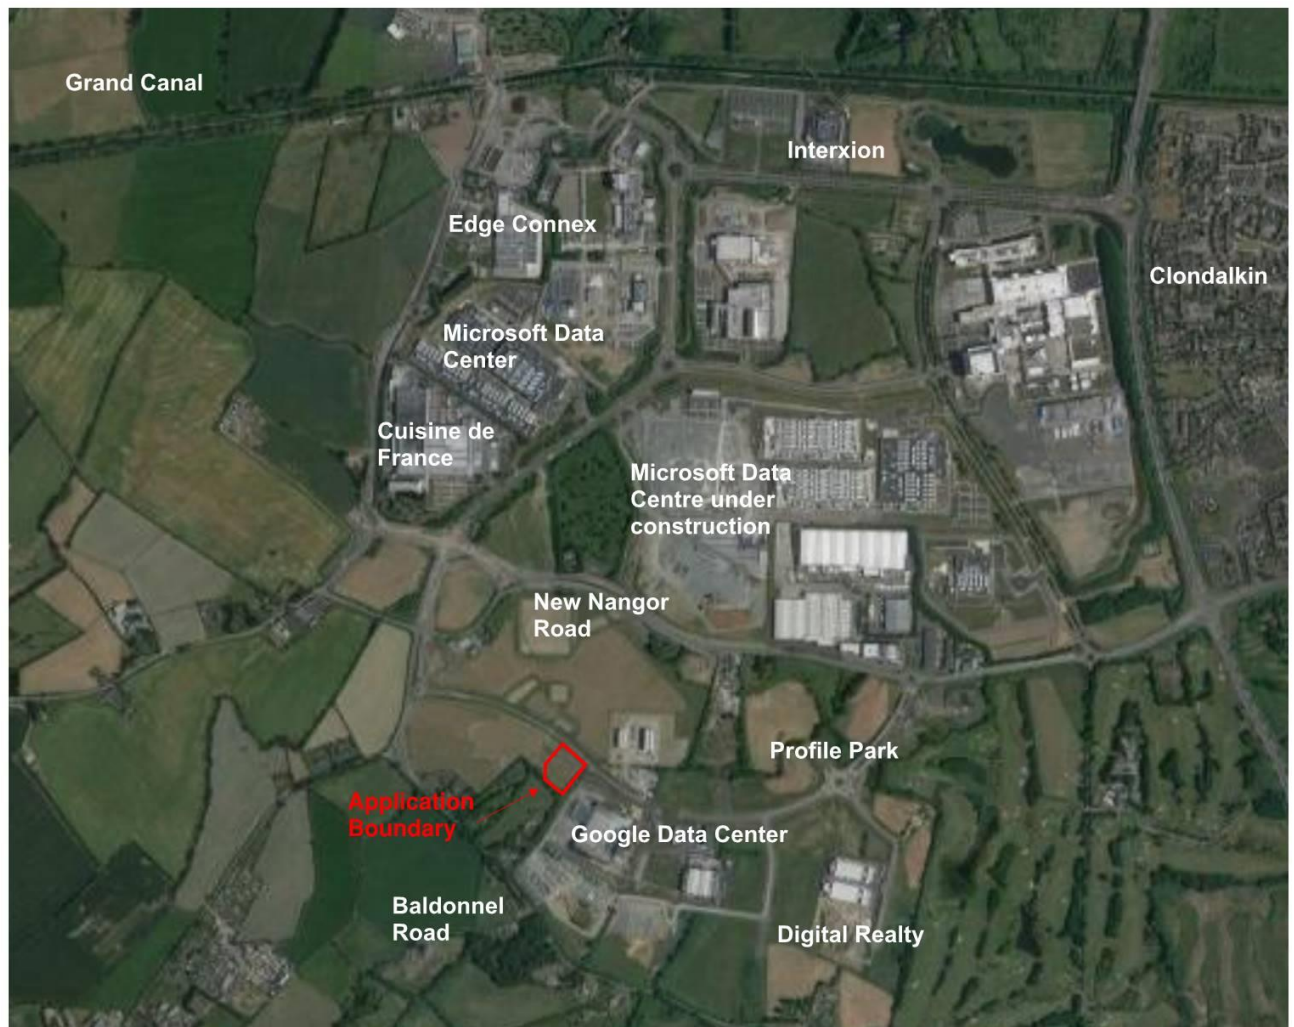 Grand Canal
Interxion
Edge Connex
Clondalkin
Microsoft Data
Center
Cuisine de
France
Microsoft Data
Centre under
construction
New Nangor
Road
Profile Park
Application
Boundary
Google Data Center
Baldonnel
Road
Digital Realty